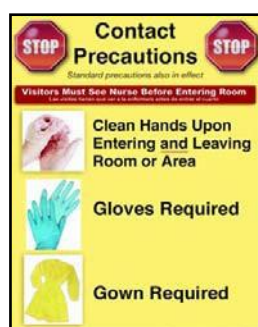 STOP Contact STOP
Precautions
Standard precautions also in effect
Visitors Must See Nurse Before Entering Room
Clean Hands Upon
Entering and Leaving
Room or Area
Gloves Required
Gown Required